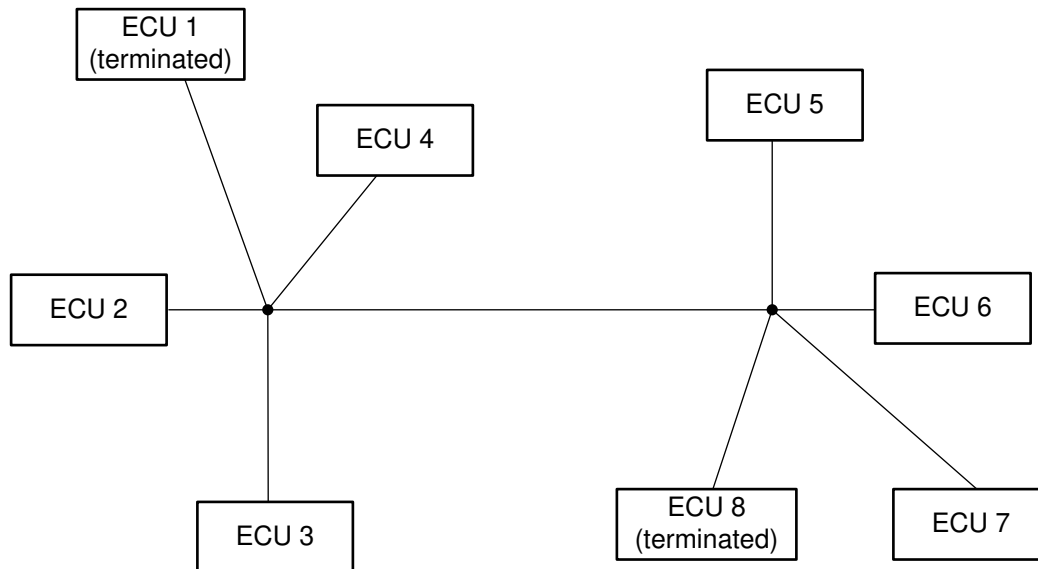 ECU 1
(terminated)
ECU 4
ECU 5
ECU 2
ECU 6
ECU 3
ECU 8
(terminated)
ECU 7